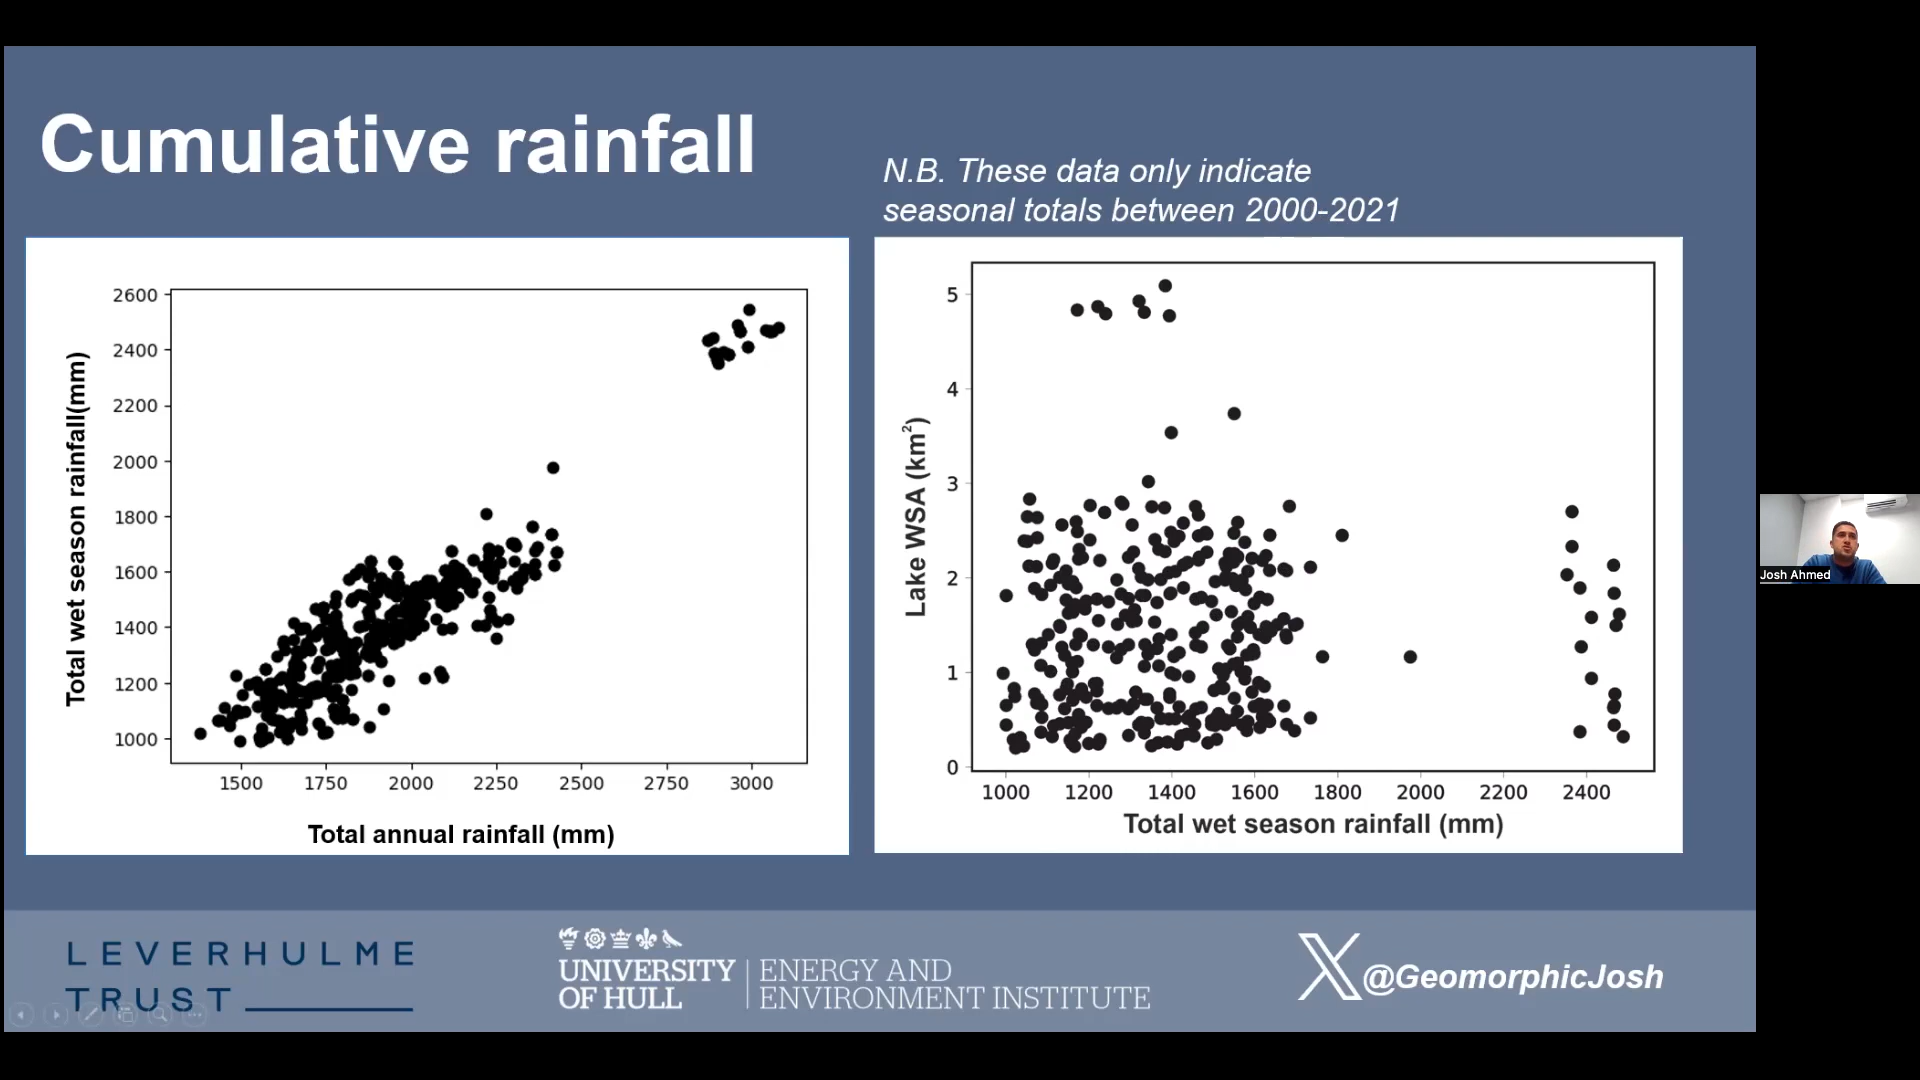 Cumulative rainfall
N.B. These data only indicate
seasonal totals between 2000-2021
Total wet season rainfall(mm)
2600
2400
2200
2000
1800
1600
1400
1200
1000
1500 1750 2000 2250 2500 2750 3000
Total annual rainfall (mm)
Lake WSA (km²)
5
4
3
2
1
0
1000 1200 1400 1600 1800 2000 2200 2400
Total wet season rainfall (mm)
Josh Ahmed
LEVERHULME
TRUST
UNIVERSITY
OF HULL
ENERGY AND
ENVIRONMENT INSTITUTE
@GeomorphicJosh